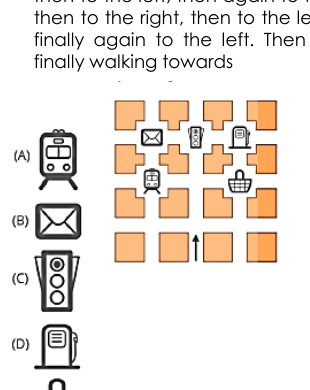 then to the left, then again to t
then to the right, then to the le
finally again to the left. Then
finally walking towards
(A)
(B)
(C)
(D)